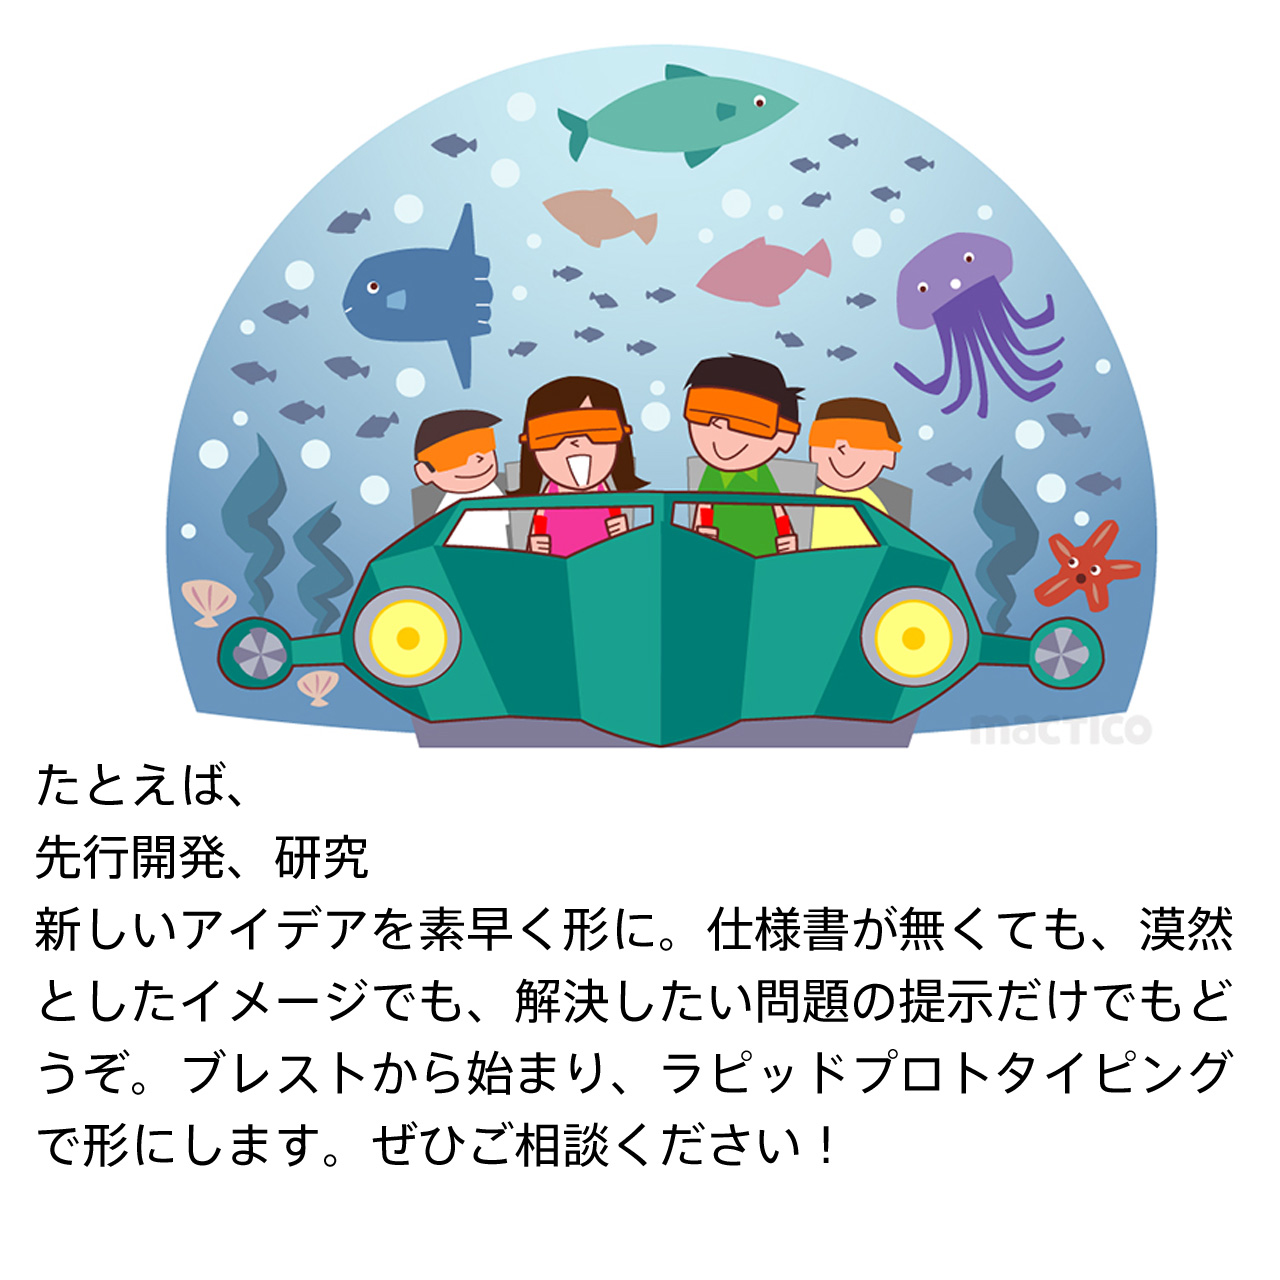 mactico
たとえば、
先行開発、研究
新しいアイデアを素早く形に。仕様書が無くても、漠然
としたイメージでも、解決したい問題の提示だけでもど
うぞ。ブレストから始まり、ラピッドプロトタイピング
で形にします。ぜひご相談ください！